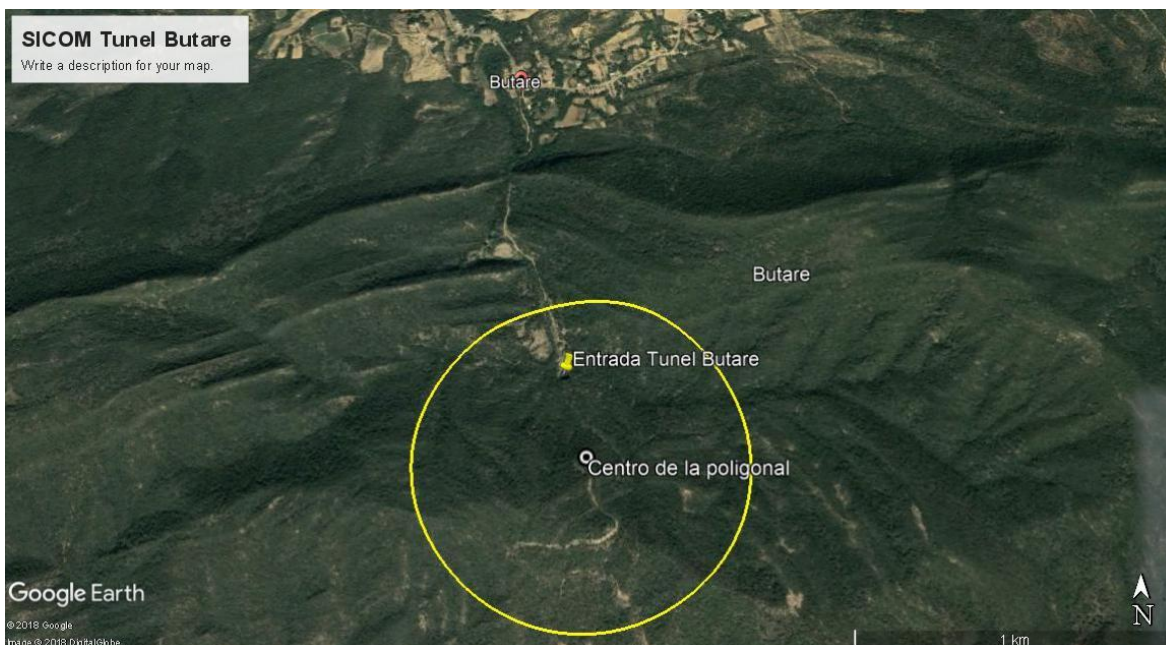 SICOM Tunel Butare
Write a description for your map.
Butare
Butare
Entrada Tunel Butare
Centro de la poligonal
Google Earth
N
© 2018 Google
Image © 2018 DigitalGlobe
1 km